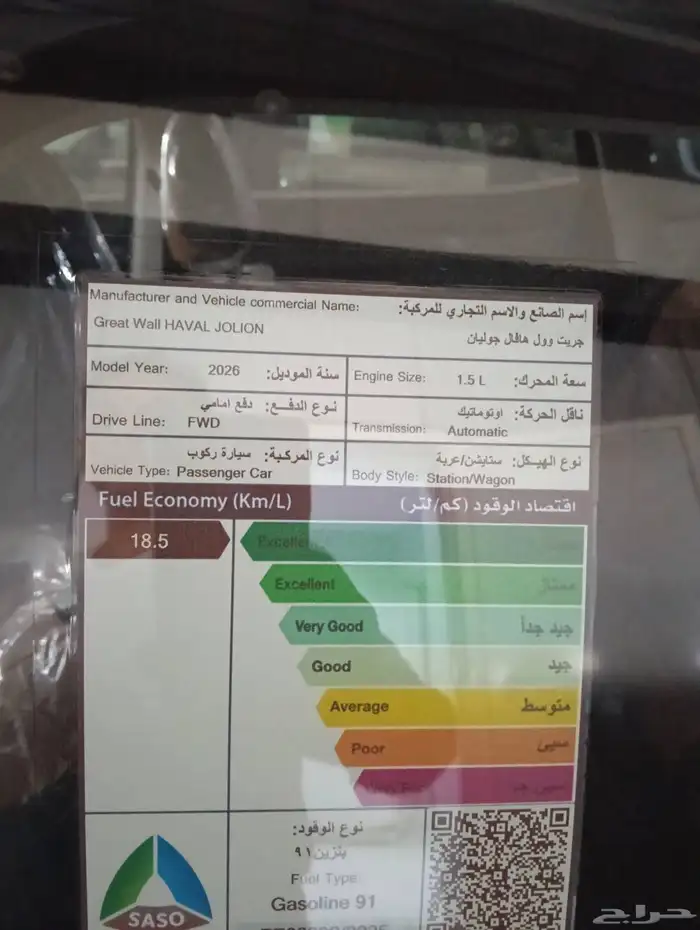 Manufacturer and Vehicle commercial Name: إسم الصانع والاسم التجاري للمركبة:
Great Wall HAVAL JOLION جريت وول هافال جوليان
Model Year: 2026 سنة الموديل:
Engine Size: 1.5 L سعة المحرك:
نوع الدفع: دفع امامي
Drive Line: FWD
ناقل الحركة: اوتوماتيك
Transmission: Automatic
نوع المركبة: سيارة ركوب
Vehicle Type: Passenger Car
نوع الهيكل: ستايشن/عربة
Body Style: Station/Wagon
Fuel Economy (Km/L) اقتصاد الوقود (كم/لتر)
18.5
Excellent ممتاز
Very Good جيد جداً
Good جيد
Average متوسط
Poor سيئ
نوع الوقود:
بنزين ٩١
Fuel Type
Gasoline 91
SASO
حراج